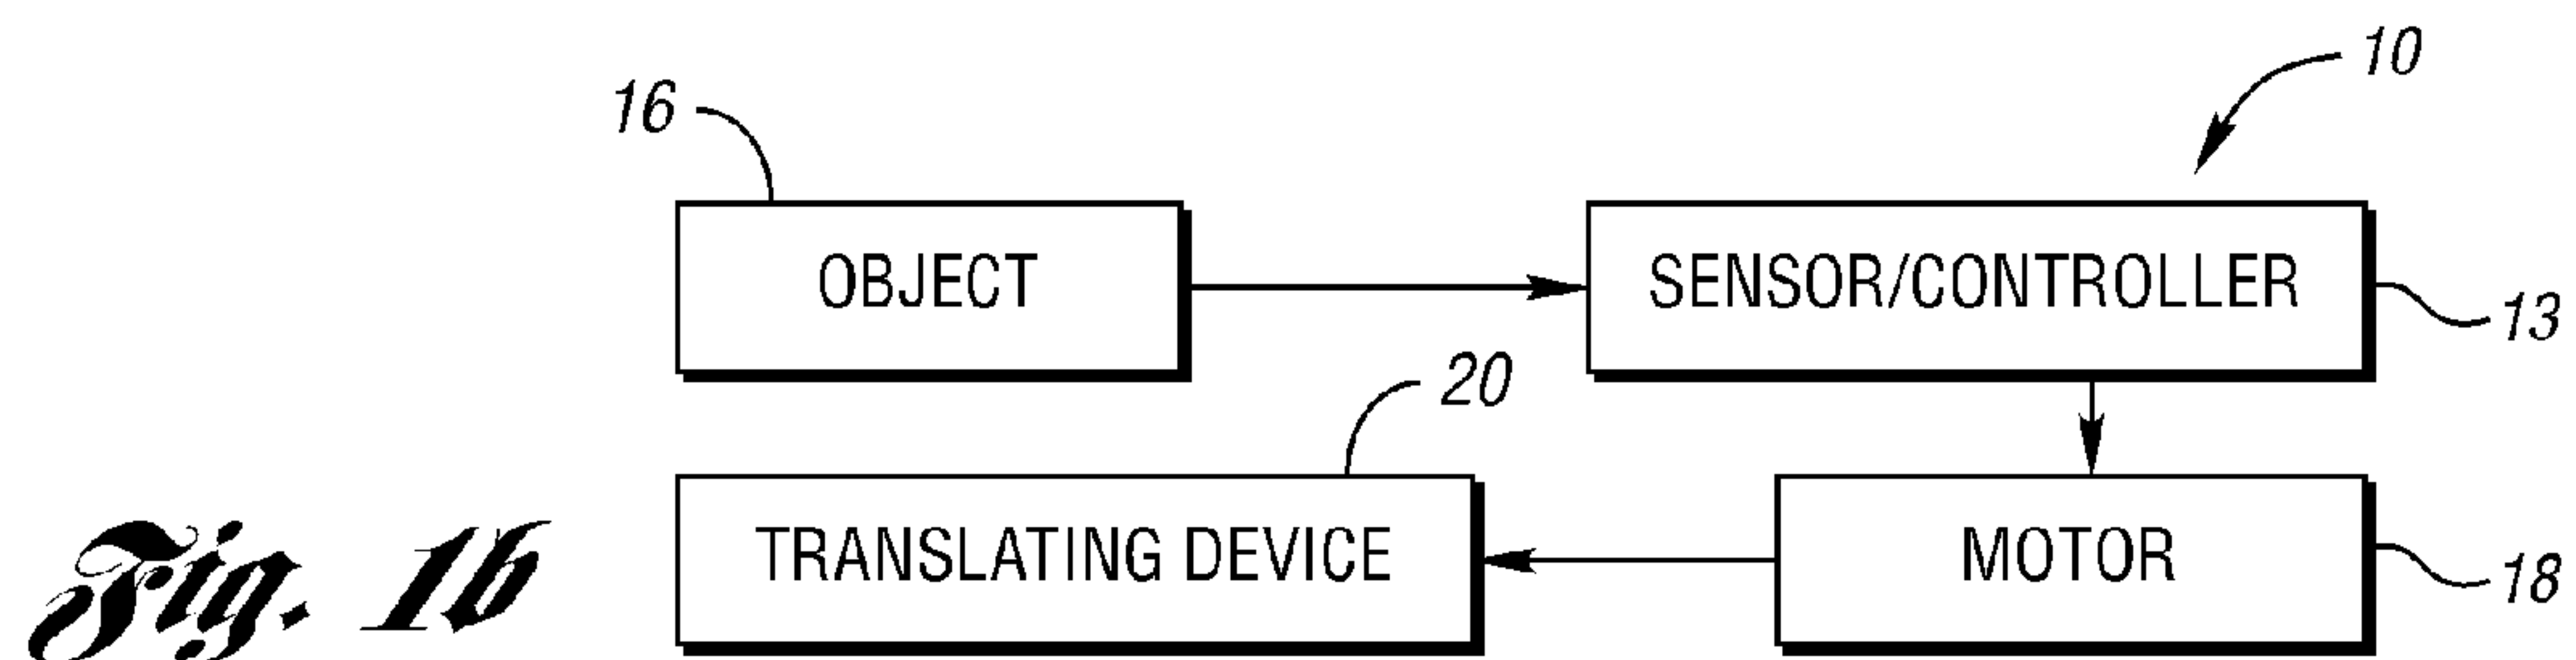 10
16
OBJECT
SENSOR/CONTROLLER
13
20
TRANSLATING DEVICE
MOTOR
18
Fig. 1b